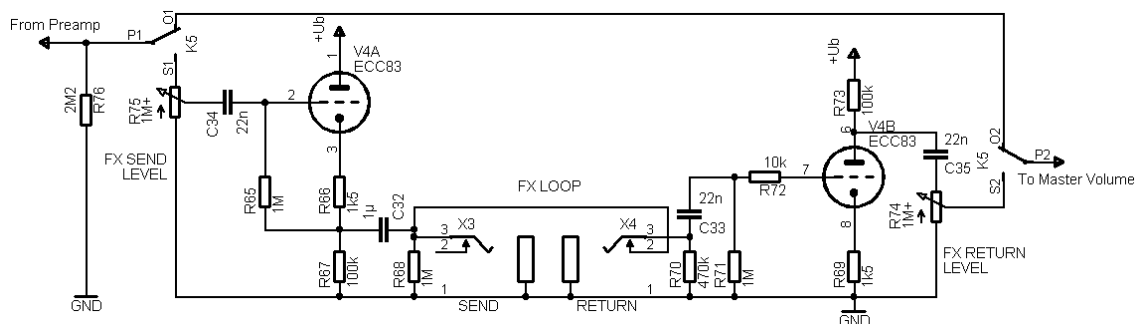 From Preamp
P1
O1
K5
S1
2M2
R76
R75
1M+
FX SEND
LEVEL
GND
C34
22n
+Ub
1
V4A
ECC83
2
3
R65
1M
R66
1k5
1µ
C32
R67
100k
FX LOOP
X3
3
2
R68
1M
1
SEND
RETURN
X4
3
2
1
22n
C33
R70
470k
R71
1M
10k
R72
+Ub
R73
100k
6
V4B
ECC83
7
8
R69
1k5
GND
22n
C35
R74
1M+
FX RETURN
LEVEL
O2
K5
S2
P2
To Master Volume